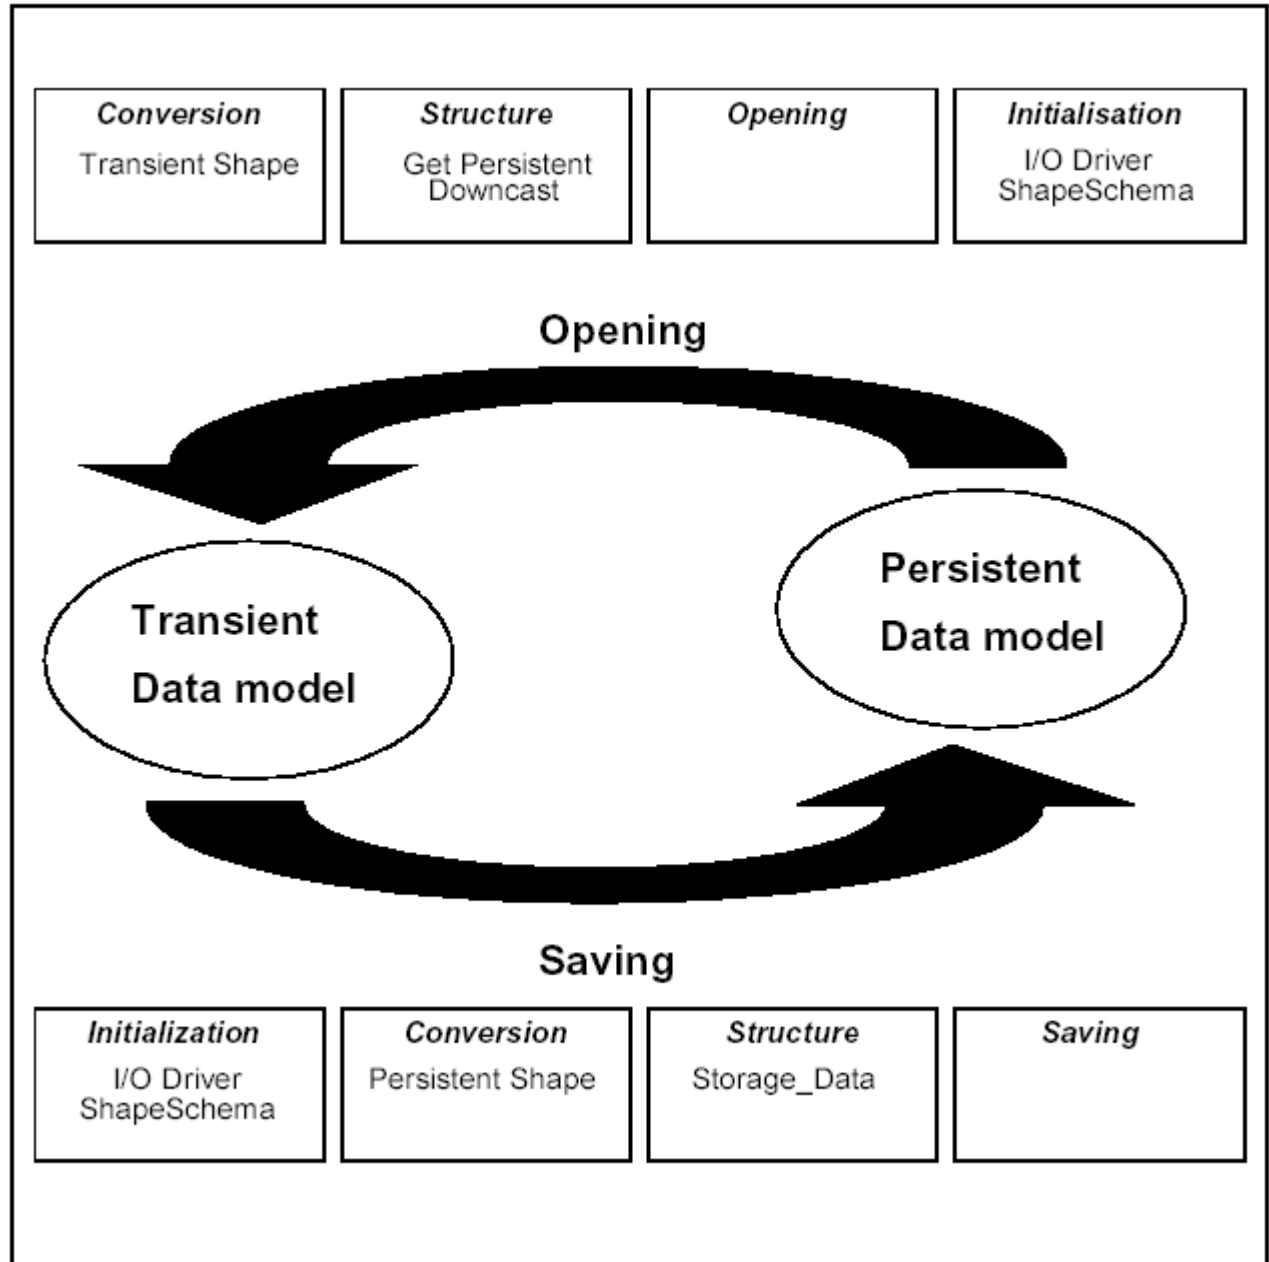 Conversion
Transient Shape
Structure
Get Persistent
Downcast
Opening
Initialisation
I/O Driver
ShapeSchema
Opening
Transient
Data model
Persistent
Data model
Saving
Initialization
I/O Driver
ShapeSchema
Conversion
Persistent Shape
Structure
Storage_Data
Saving